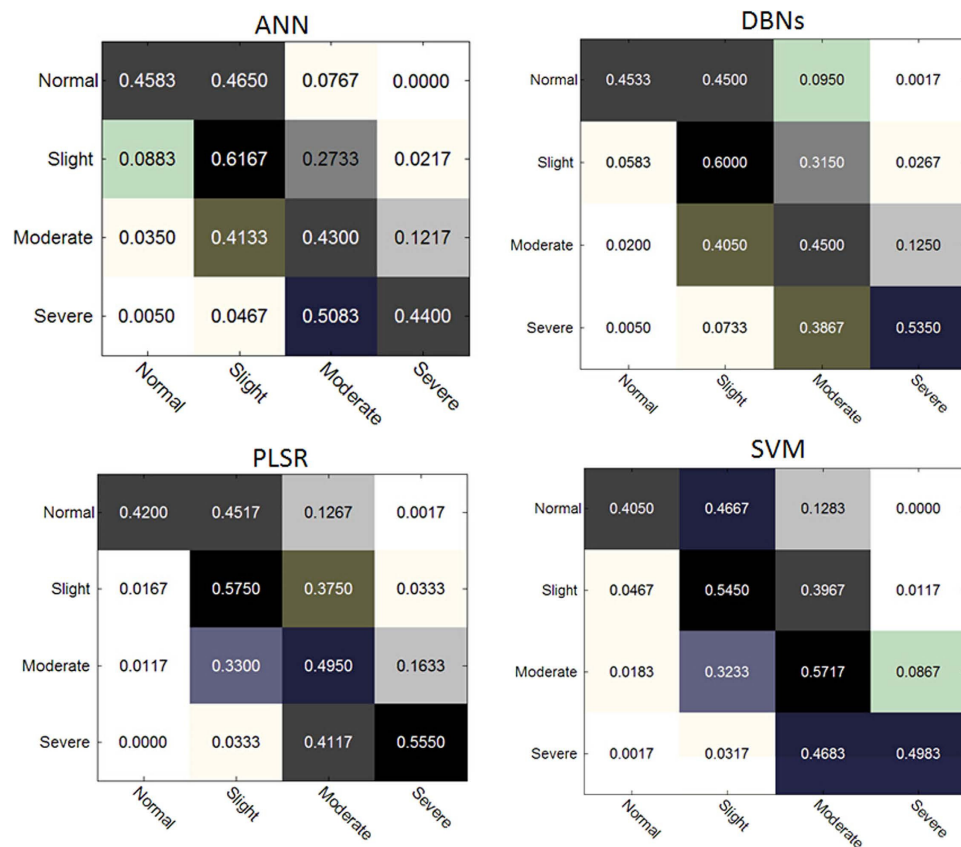 ANN
Normal 0.4583 0.4650 0.0767 0.0000
Slight 0.0883 0.6167 0.2733 0.0217
Moderate 0.0350 0.4133 0.4300 0.1217
Severe 0.0050 0.0467 0.5083 0.4400
Normal Slight Moderate Severe
DBNs
Normal 0.4533 0.4500 0.0950 0.0017
Slight 0.0583 0.6000 0.3150 0.0267
Moderate 0.0200 0.4050 0.4500 0.1250
Severe 0.0050 0.0733 0.3867 0.5350
Normal Slight Moderate Severe
PLSR
Normal 0.4200 0.4517 0.1267 0.0017
Slight 0.0167 0.5750 0.3750 0.0333
Moderate 0.0117 0.3300 0.4950 0.1633
Severe 0.0000 0.0333 0.4117 0.5550
Normal Slight Moderate Severe
SVM
Normal 0.4050 0.4667 0.1283 0.0000
Slight 0.0467 0.5450 0.3967 0.0117
Moderate 0.0183 0.3233 0.5717 0.0867
Severe 0.0017 0.0317 0.4683 0.4983
Normal Slight Moderate Severe